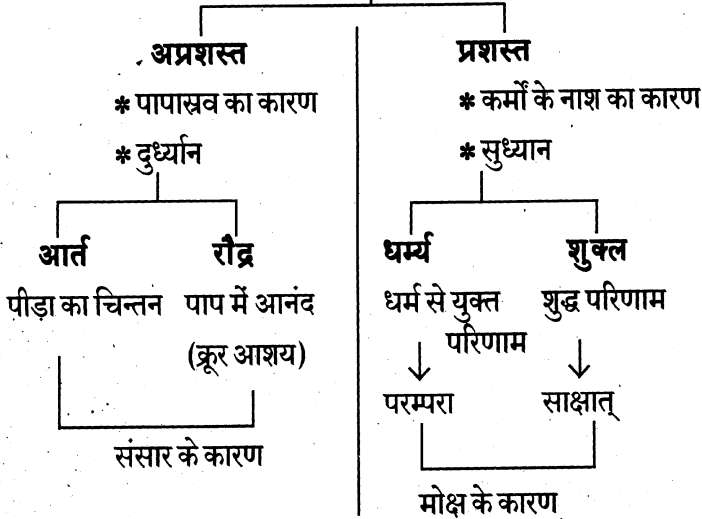 अप्रशस्त
* पापास्रव का कारण
* दुर्ध्यान
आर्त
पीड़ा का चिन्तन
रौद्र
पाप में आनंद
(क्रूर आशय)
संसार के कारण
प्रशस्त
* कर्मों के नाश का कारण
* सुध्यान
धर्म्य
धर्म से युक्त
परिणाम
परम्परा
शुक्ल
शुद्ध परिणाम
साक्षात्
मोक्ष के कारण